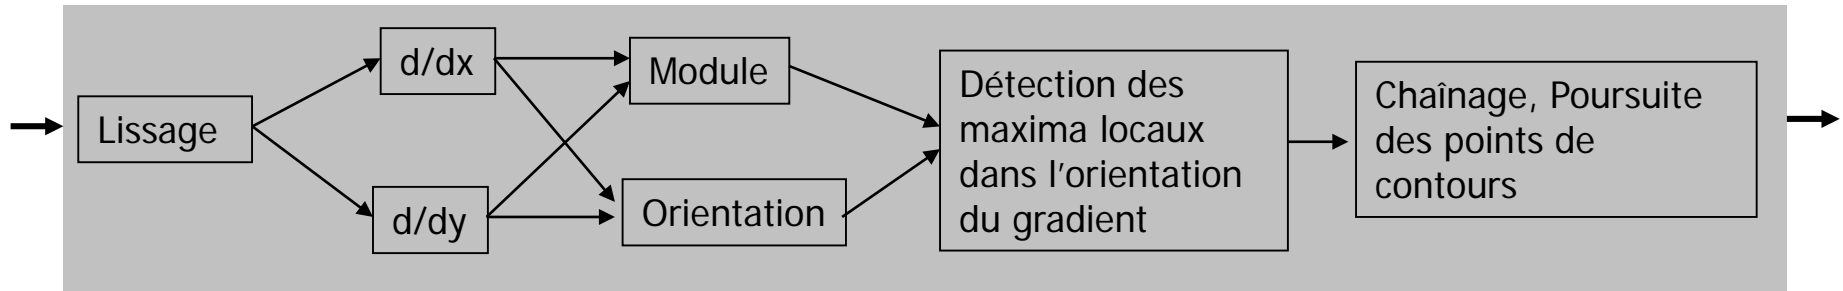 Lissage
d/dx
d/dy
Module
Orientation
Détection des
maxima locaux
dans l'orientation
du gradient
Chaînage, Poursuite
des points de
contours